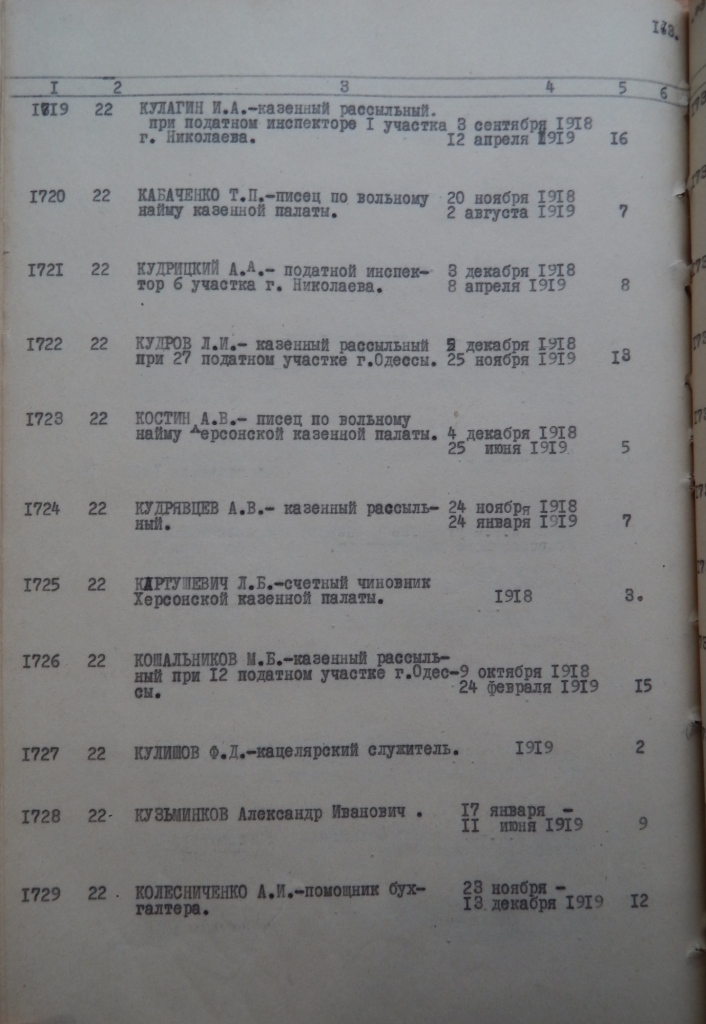 173.
1 2 3 4 5 6
1719 22 КУЛАГИН И.А.-казенный рассыльный.
при податном инспекторе I участка 3 сентября 1918
г. Николаева. 12 апреля 1919 16
1720 22 КАБАЧЕНКО Т.П.-писец по вольному 20 ноября 1918
найму казенной палаты. 2 августа 1919 7
1721 22 КУДРИЦКИЙ А.А.- податной инспек- 3 декабря 1918
тор 6 участка г. Николаева. 8 апреля 1919 8
1722 22 КУДРОВ Л.И.- казенный рассыльный 5 декабря 1918
при 27 податном участке г.Одессы. 25 ноября 1919 13
1723 22 КОСТИН А.В.- писец по вольному
найму Херсонской казенной палаты. 4 декабря 1918
25 июня 1919 5
1724 22 КУДРЯВЦЕВ А.В.- казенный рассыль- 24 ноября 1918
ный. 24 января 1919 7
1725 22 КАРТУШЕВИЧ Л.Б.-счетный чиновник
Херсонской казенной палаты. 1918 3.
1726 22 КОШАЛЬНИКОВ М.Б.-казенный рассыль-
ный при 12 податном участке г.Одес-9 октября 1918
сы. 24 февраля 1919 15
1727 22 КУЛИШОВ Ф.Д.-кацелярский служитель. 1919 2
1728 22 КУЗЬМИНКОВ Александр Иванович . 17 января -
11 июня 1919 9
1729 22 КОЛЕСНИЧЕНКО А.И.-помощник бух- 23 ноября -
галтера. 13 декабря 1919 12